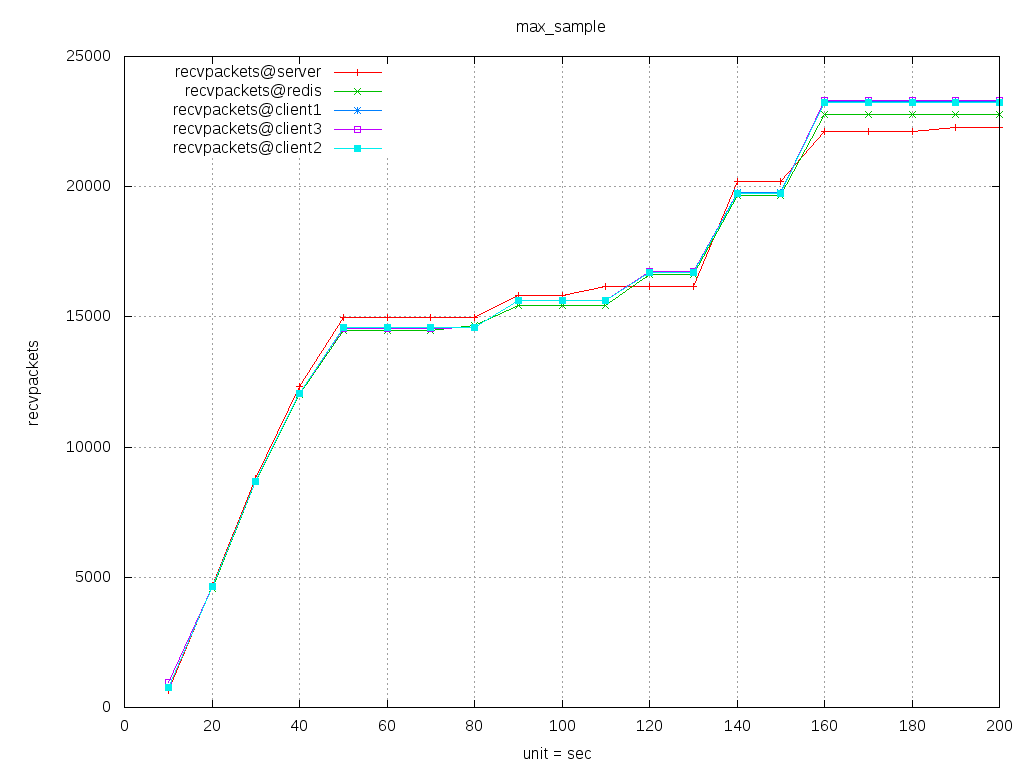 max_sample
recvpackets@server
recvpackets@redis
recvpackets@client1
recvpackets@client3
recvpackets@client2
25000
20000
15000
10000
5000
0
recvpackets
0 20 40 60 80 100 120 140 160 180 200
unit = sec